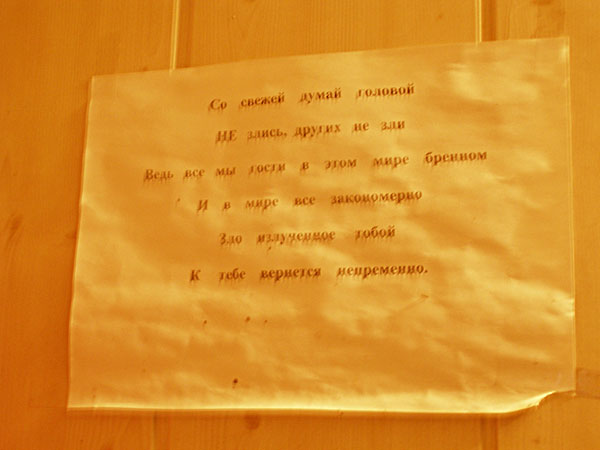 Со свежей думай головой
НЕ злись, других не зли
Ведь все мы гости в этом мире бренном
И в мире все закономерно
Зло излученное тобой
К тебе вернется непременно.